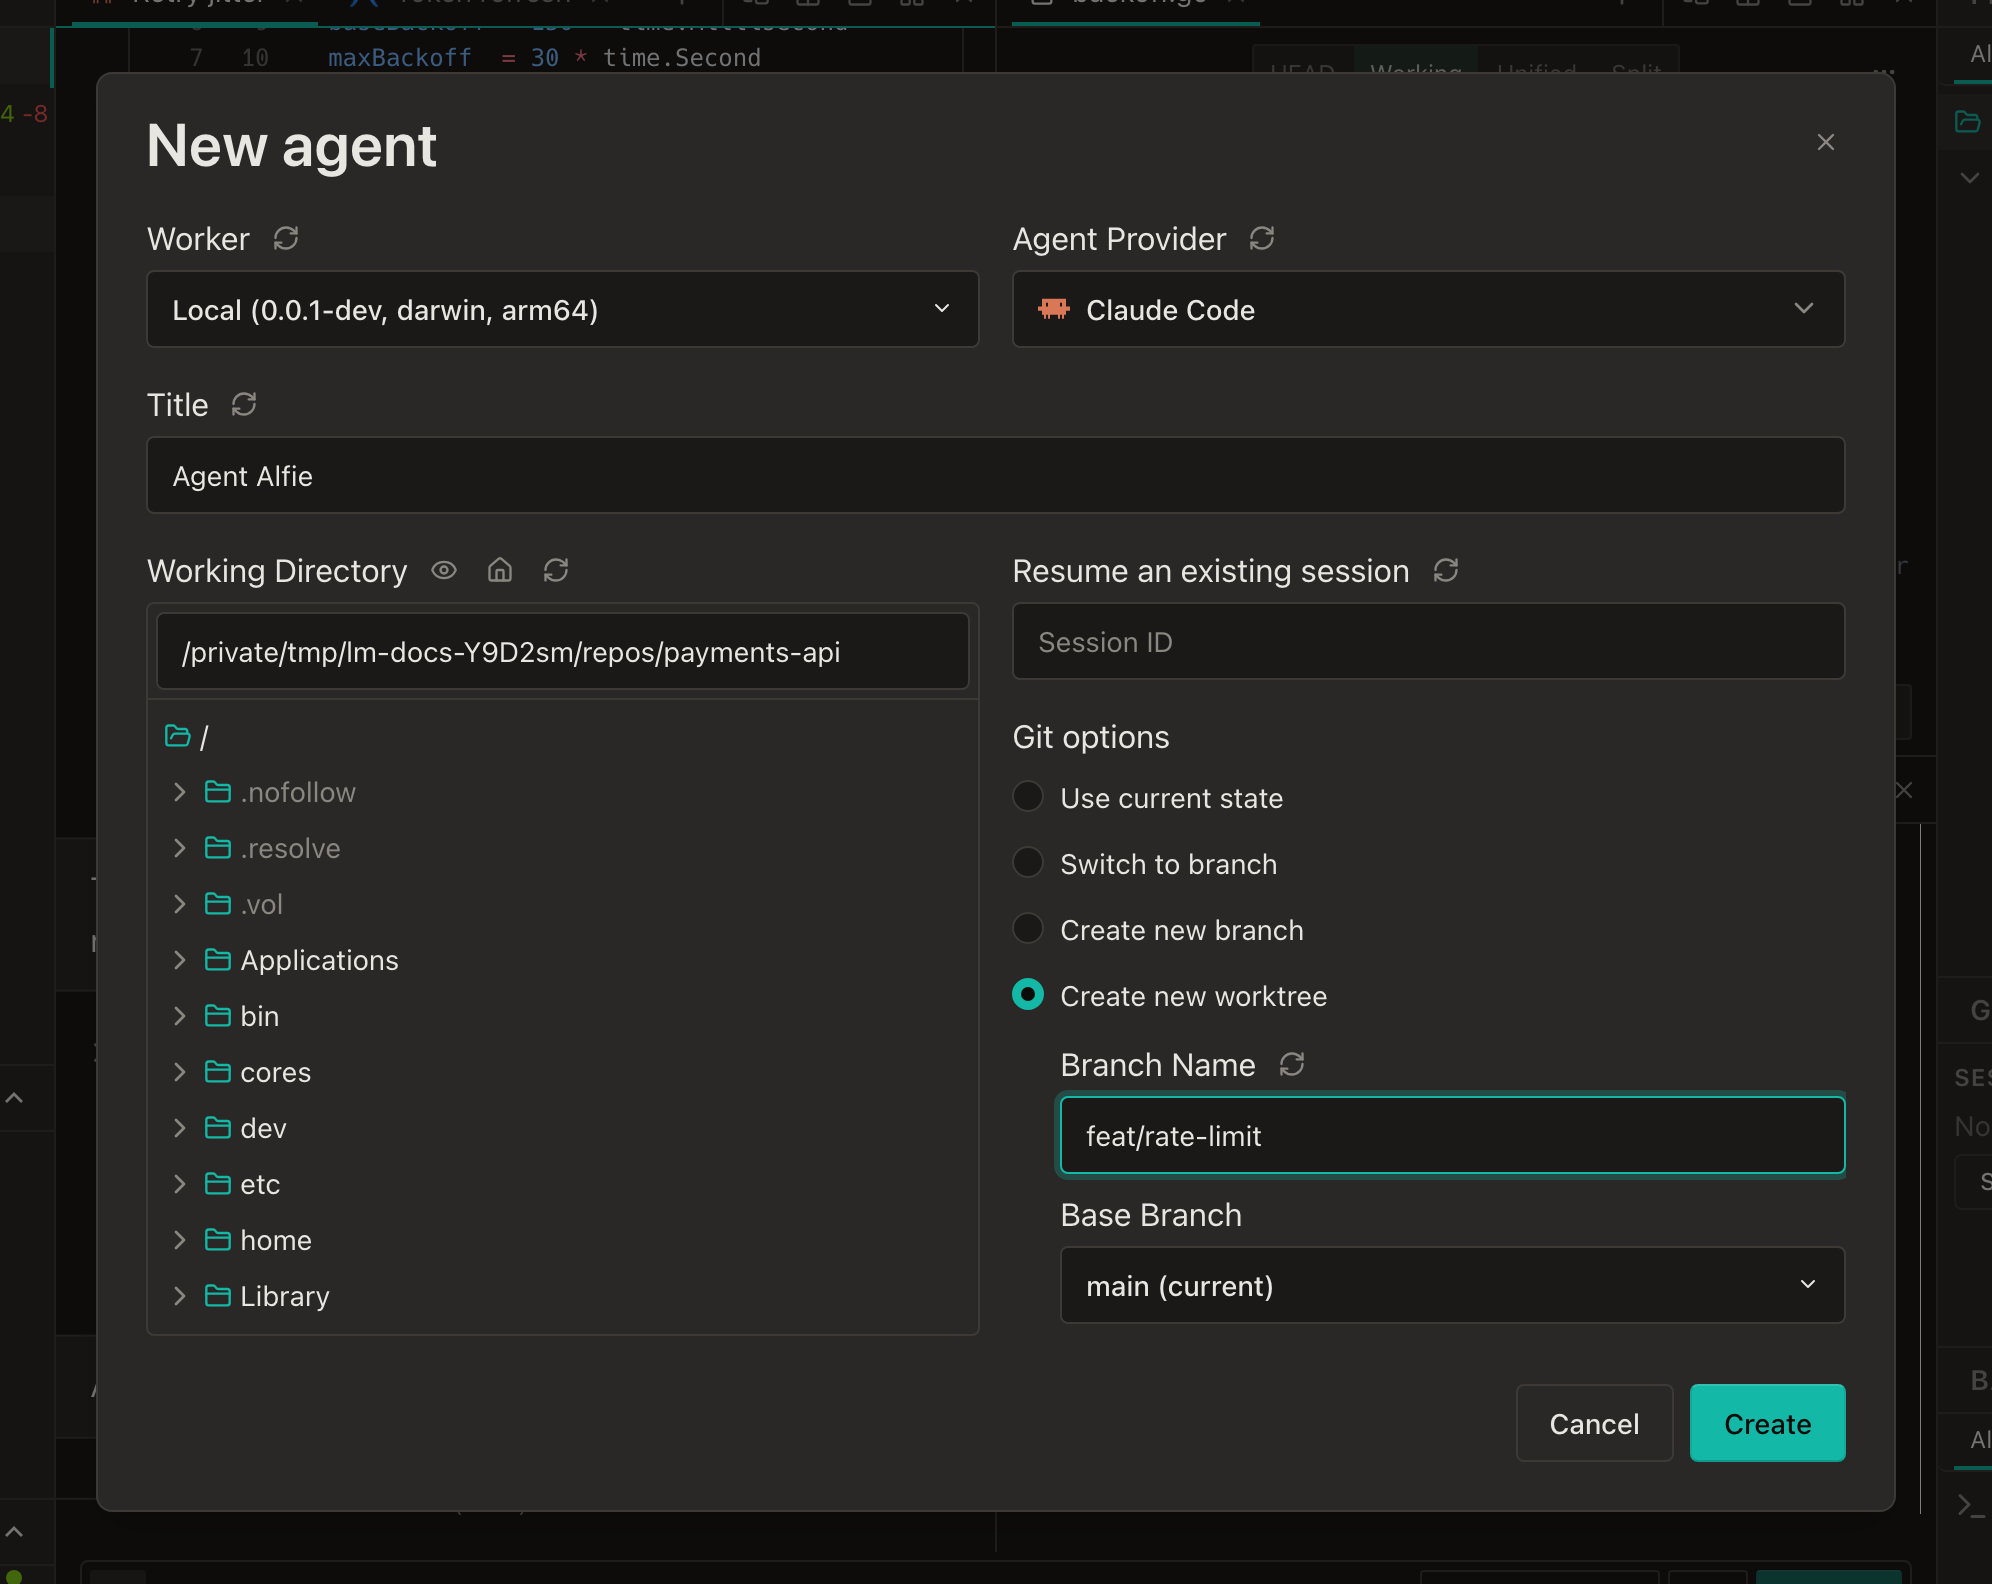 7 10 maxBackoff = 30 * time.Second
4 -8
New agent
Worker
Agent Provider
Local (0.0.1-dev, darwin, arm64)
Claude Code
Title
Agent Alfie
Working Directory
Resume an existing session
/private/tmp/lm-docs-Y9D2sm/repos/payments-api
Session ID
/
.nofollow
.resolve
.vol
Applications
bin
cores
dev
etc
home
Library
Git options
Use current state
Switch to branch
Create new branch
Create new worktree
Branch Name
feat/rate-limit
Base Branch
main (current)
Cancel
Create